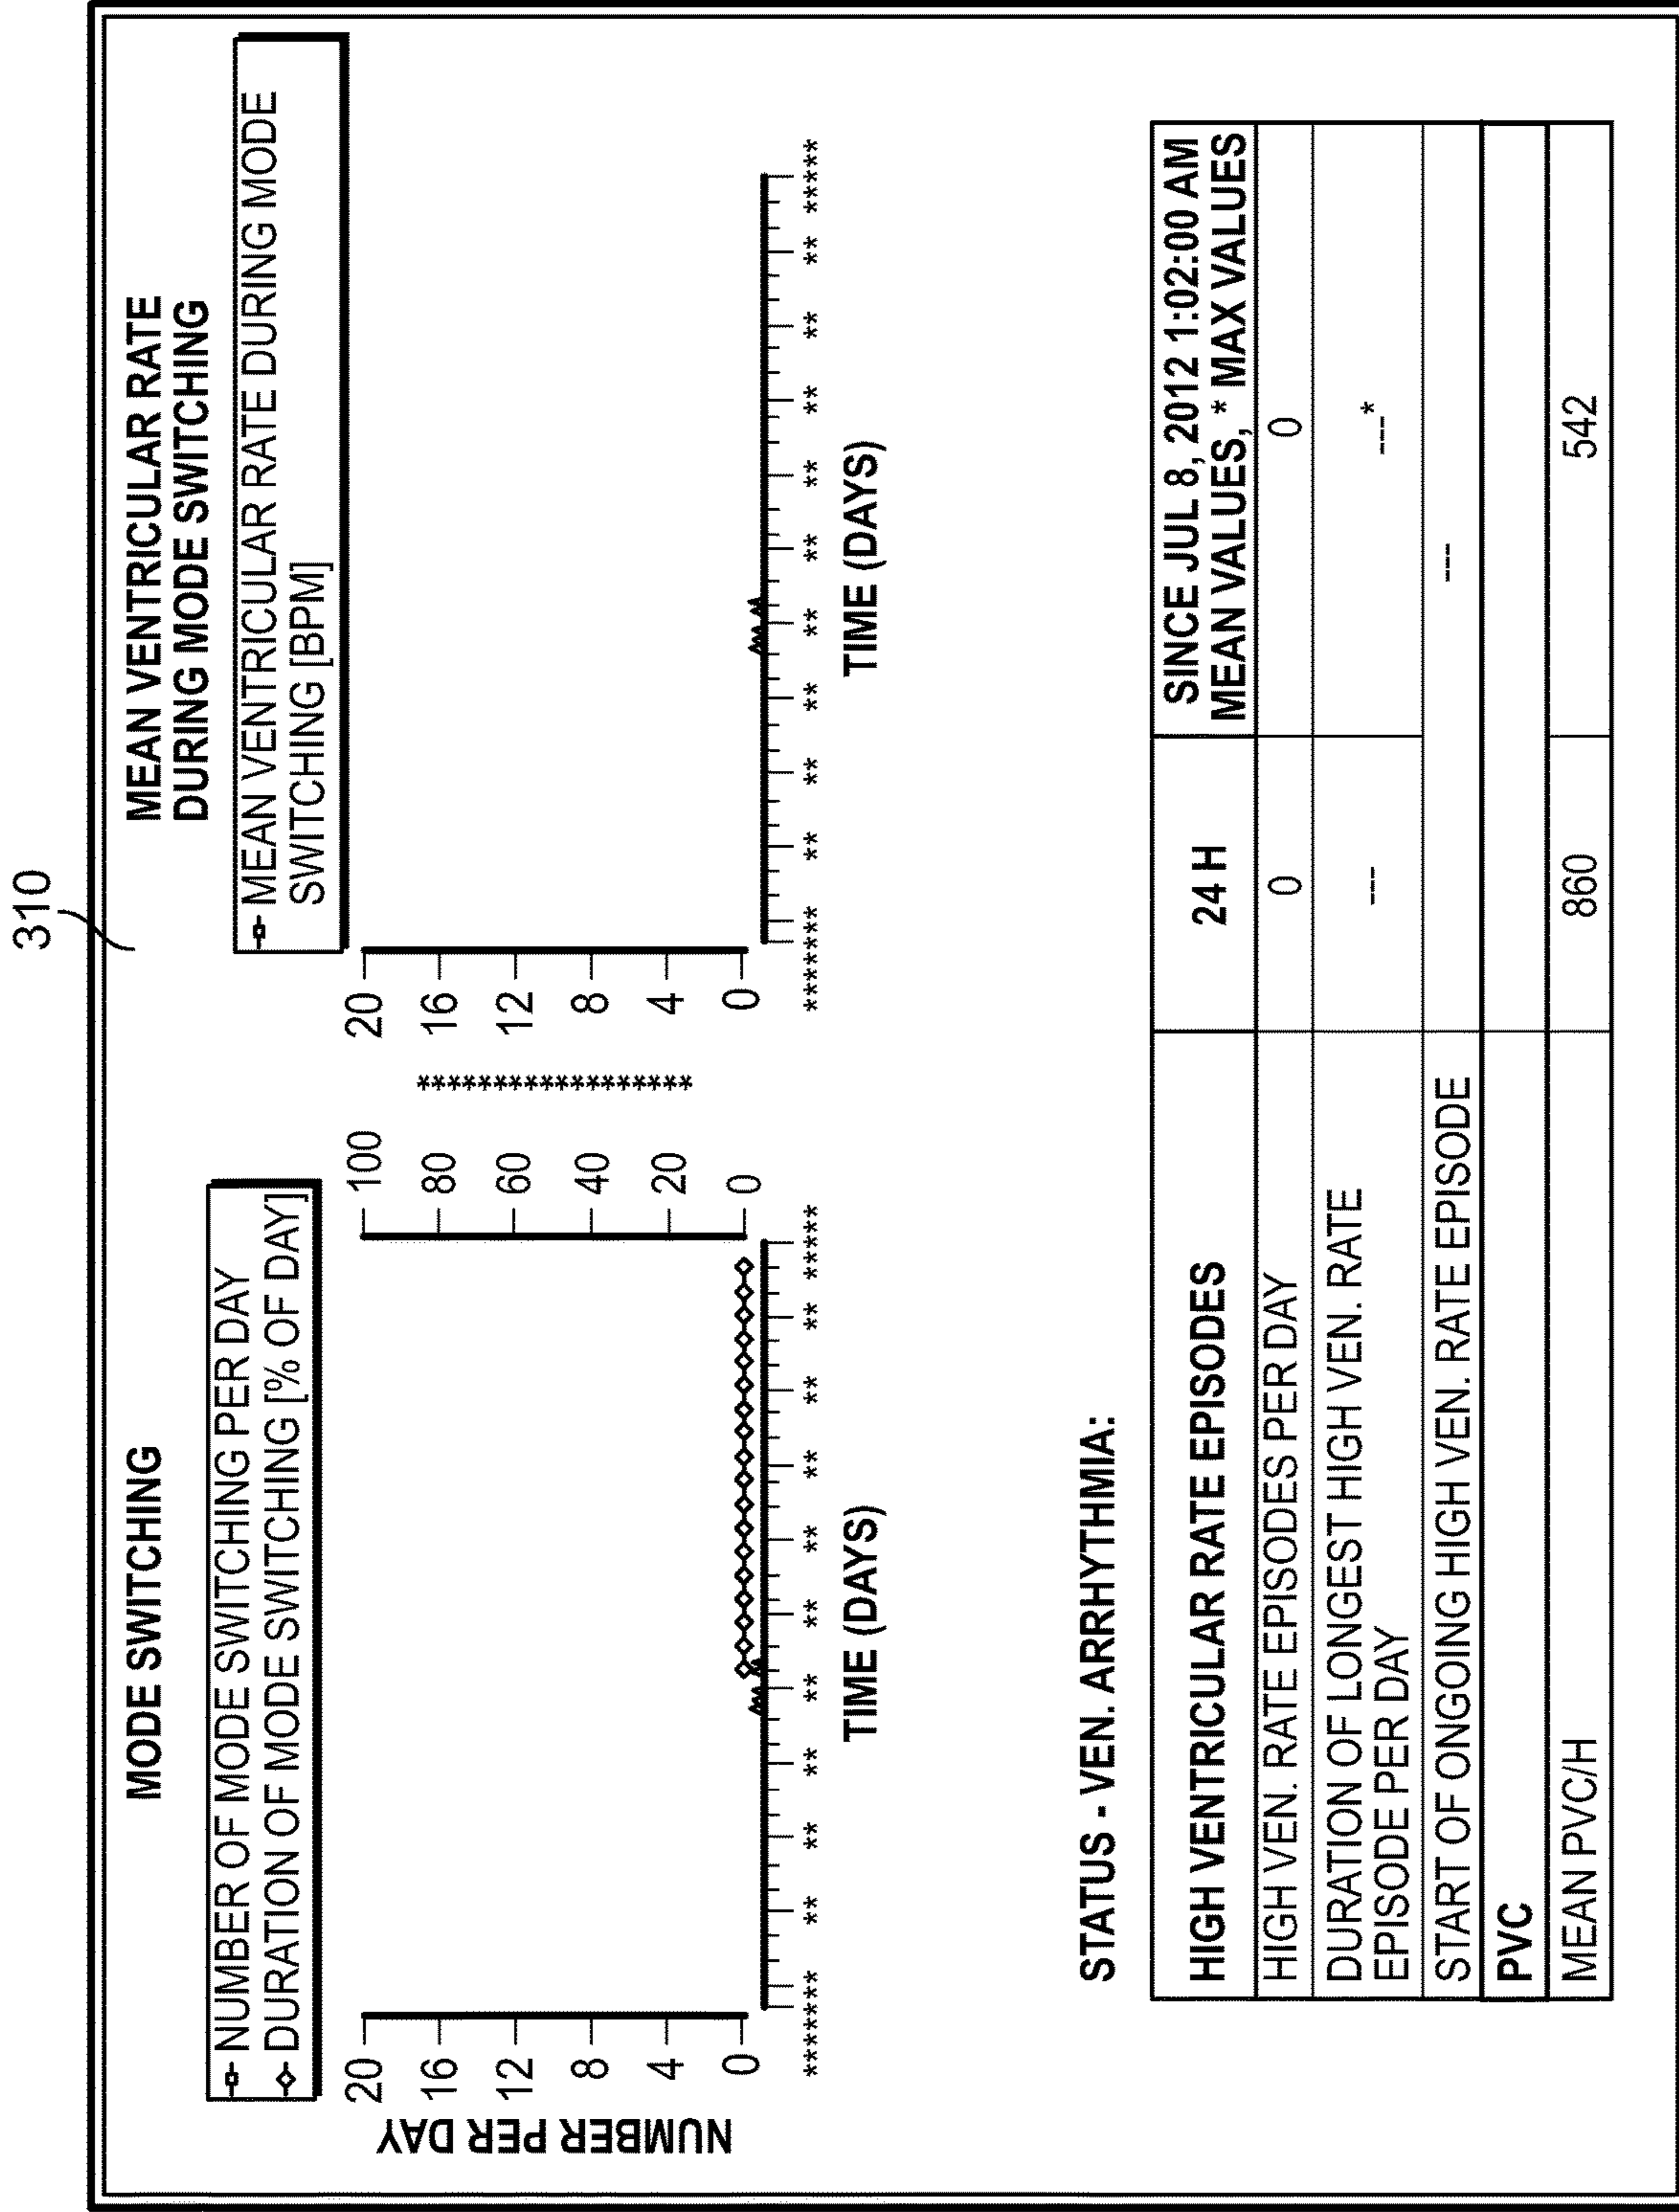 310
MODE SWITCHING
NUMBER OF MODE SWITCHING PER DAY
DURATION OF MODE SWITCHING [% OF DAY]
NUMBER PER DAY
20
16
12
8
4
0
100
80
60
40
20
0
******* ** ** ** ** ** ** ** ** ** *****
TIME (DAYS)
******************
MEAN VENTRICULAR RATE
DURING MODE SWITCHING
MEAN VENTRICULAR RATE DURING MODE
SWITCHING [BPM]
20
16
12
8
4
0
******* ** ** ** ** ** ** ** ** ** *****
TIME (DAYS)
STATUS - VEN. ARRHYTHMIA:
HIGH VENTRICULAR RATE EPISODES 24 H SINCE JUL 8, 2012 1:02:00 AM
MEAN VALUES, * MAX VALUES
HIGH VEN. RATE EPISODES PER DAY 0 0
DURATION OF LONGEST HIGH VEN. RATE
EPISODE PER DAY --- ---*
START OF ONGOING HIGH VEN. RATE EPISODE ---
PVC
MEAN PVC/H 860 542